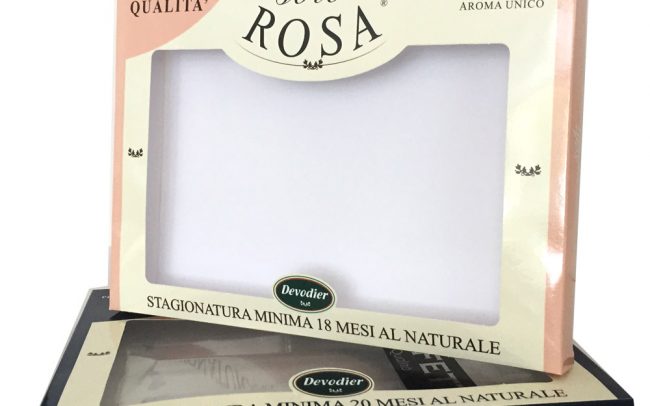 QUALITA'
ROSA®
AROMA UNICO
Devodier
STAGIONATURA MINIMA 18 MESI AL NATURALE
Devodier
MINIMA 20 MESI AL NATURALE